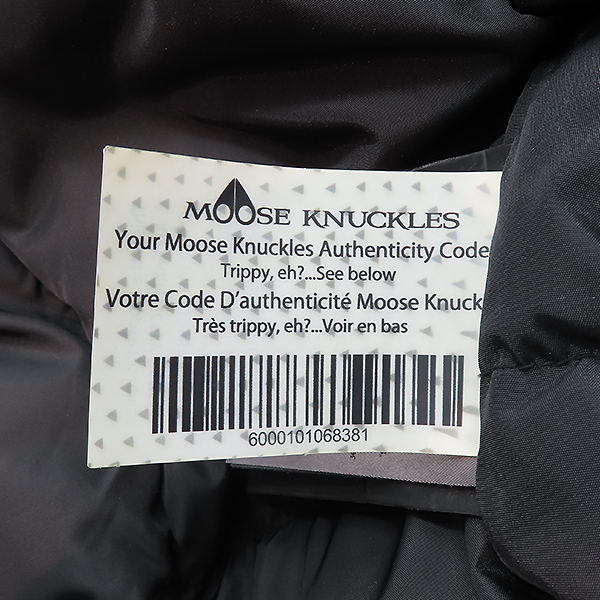 MOOSE KNUCKLES
Your Moose Knuckles Authenticity Code
Trippy, eh?...See below
Votre Code D'authenticité Moose Knuck
Très trippy, eh?...Voir en bas
6000101068381